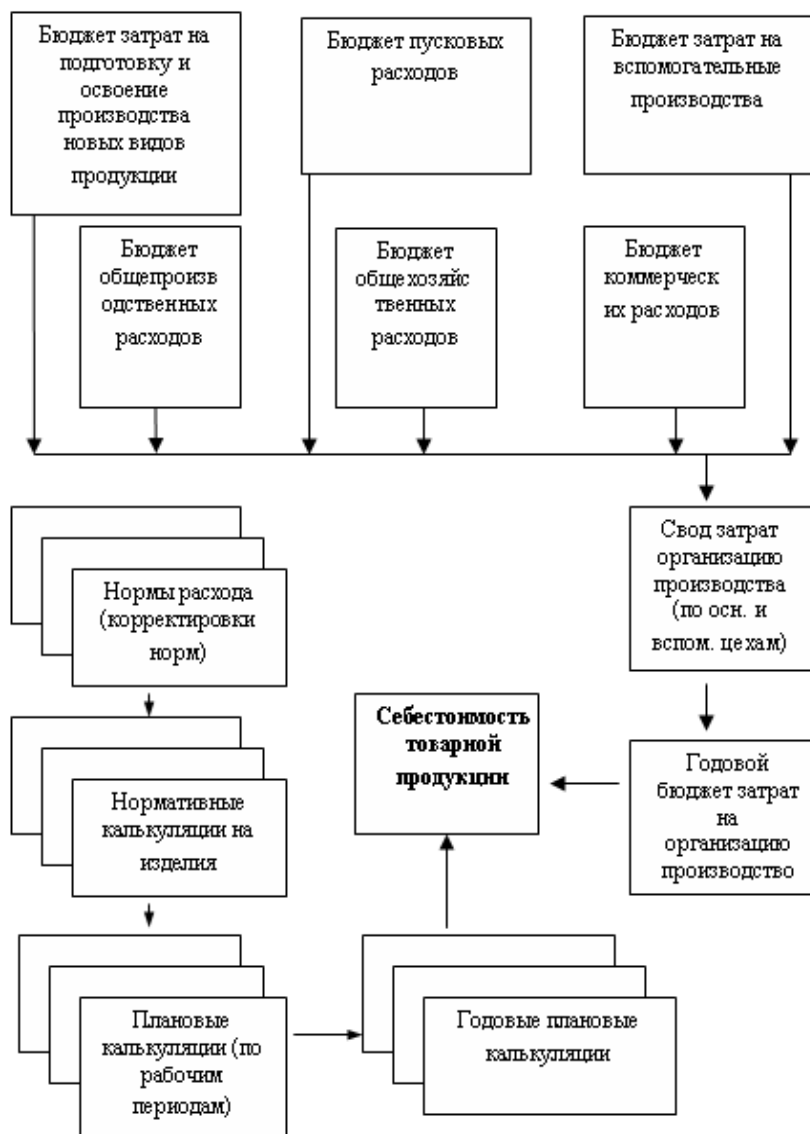 Бюджет затрат на
подготовку и
освоение
производства
новых видов
продукции
Бюджет пусковых
расходов
Бюджет затрат на
вспомогательные
производства
Бюджет
общепроизв
одственных
расходов
Бюджет
общехозяйс
твенных
расходов
Бюджет
коммерческ
их расходов
Свод затрат
организацию
производства
(по осн. и
вспом. цехам)
Нормы расхода
(корректировки
норм)
Себестоимость
товарной
продукции
Годовой
бюджет затрат
на
организацию
производство
Нормативные
калькуляции на
изделия
Плановые
калькуляции (по
рабочим
периодам)
Годовые плановые
калькуляции